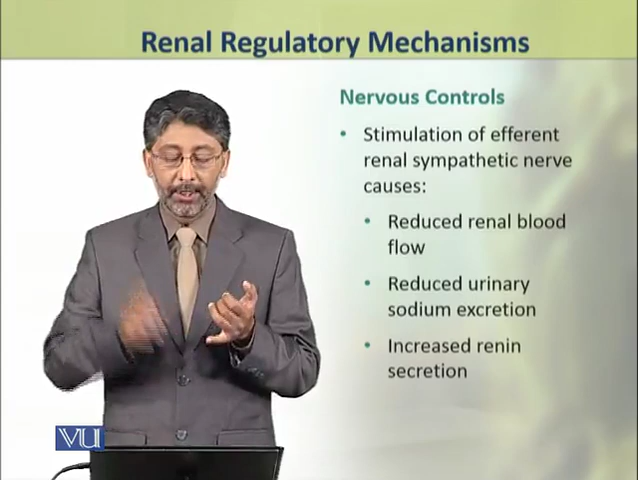 Renal Regulatory Mechanisms
Nervous Controls
• Stimulation of efferent
renal sympathetic nerve
causes:
• Reduced renal blood
flow
• Reduced urinary
sodium excretion
• Increased renin
secretion
VU